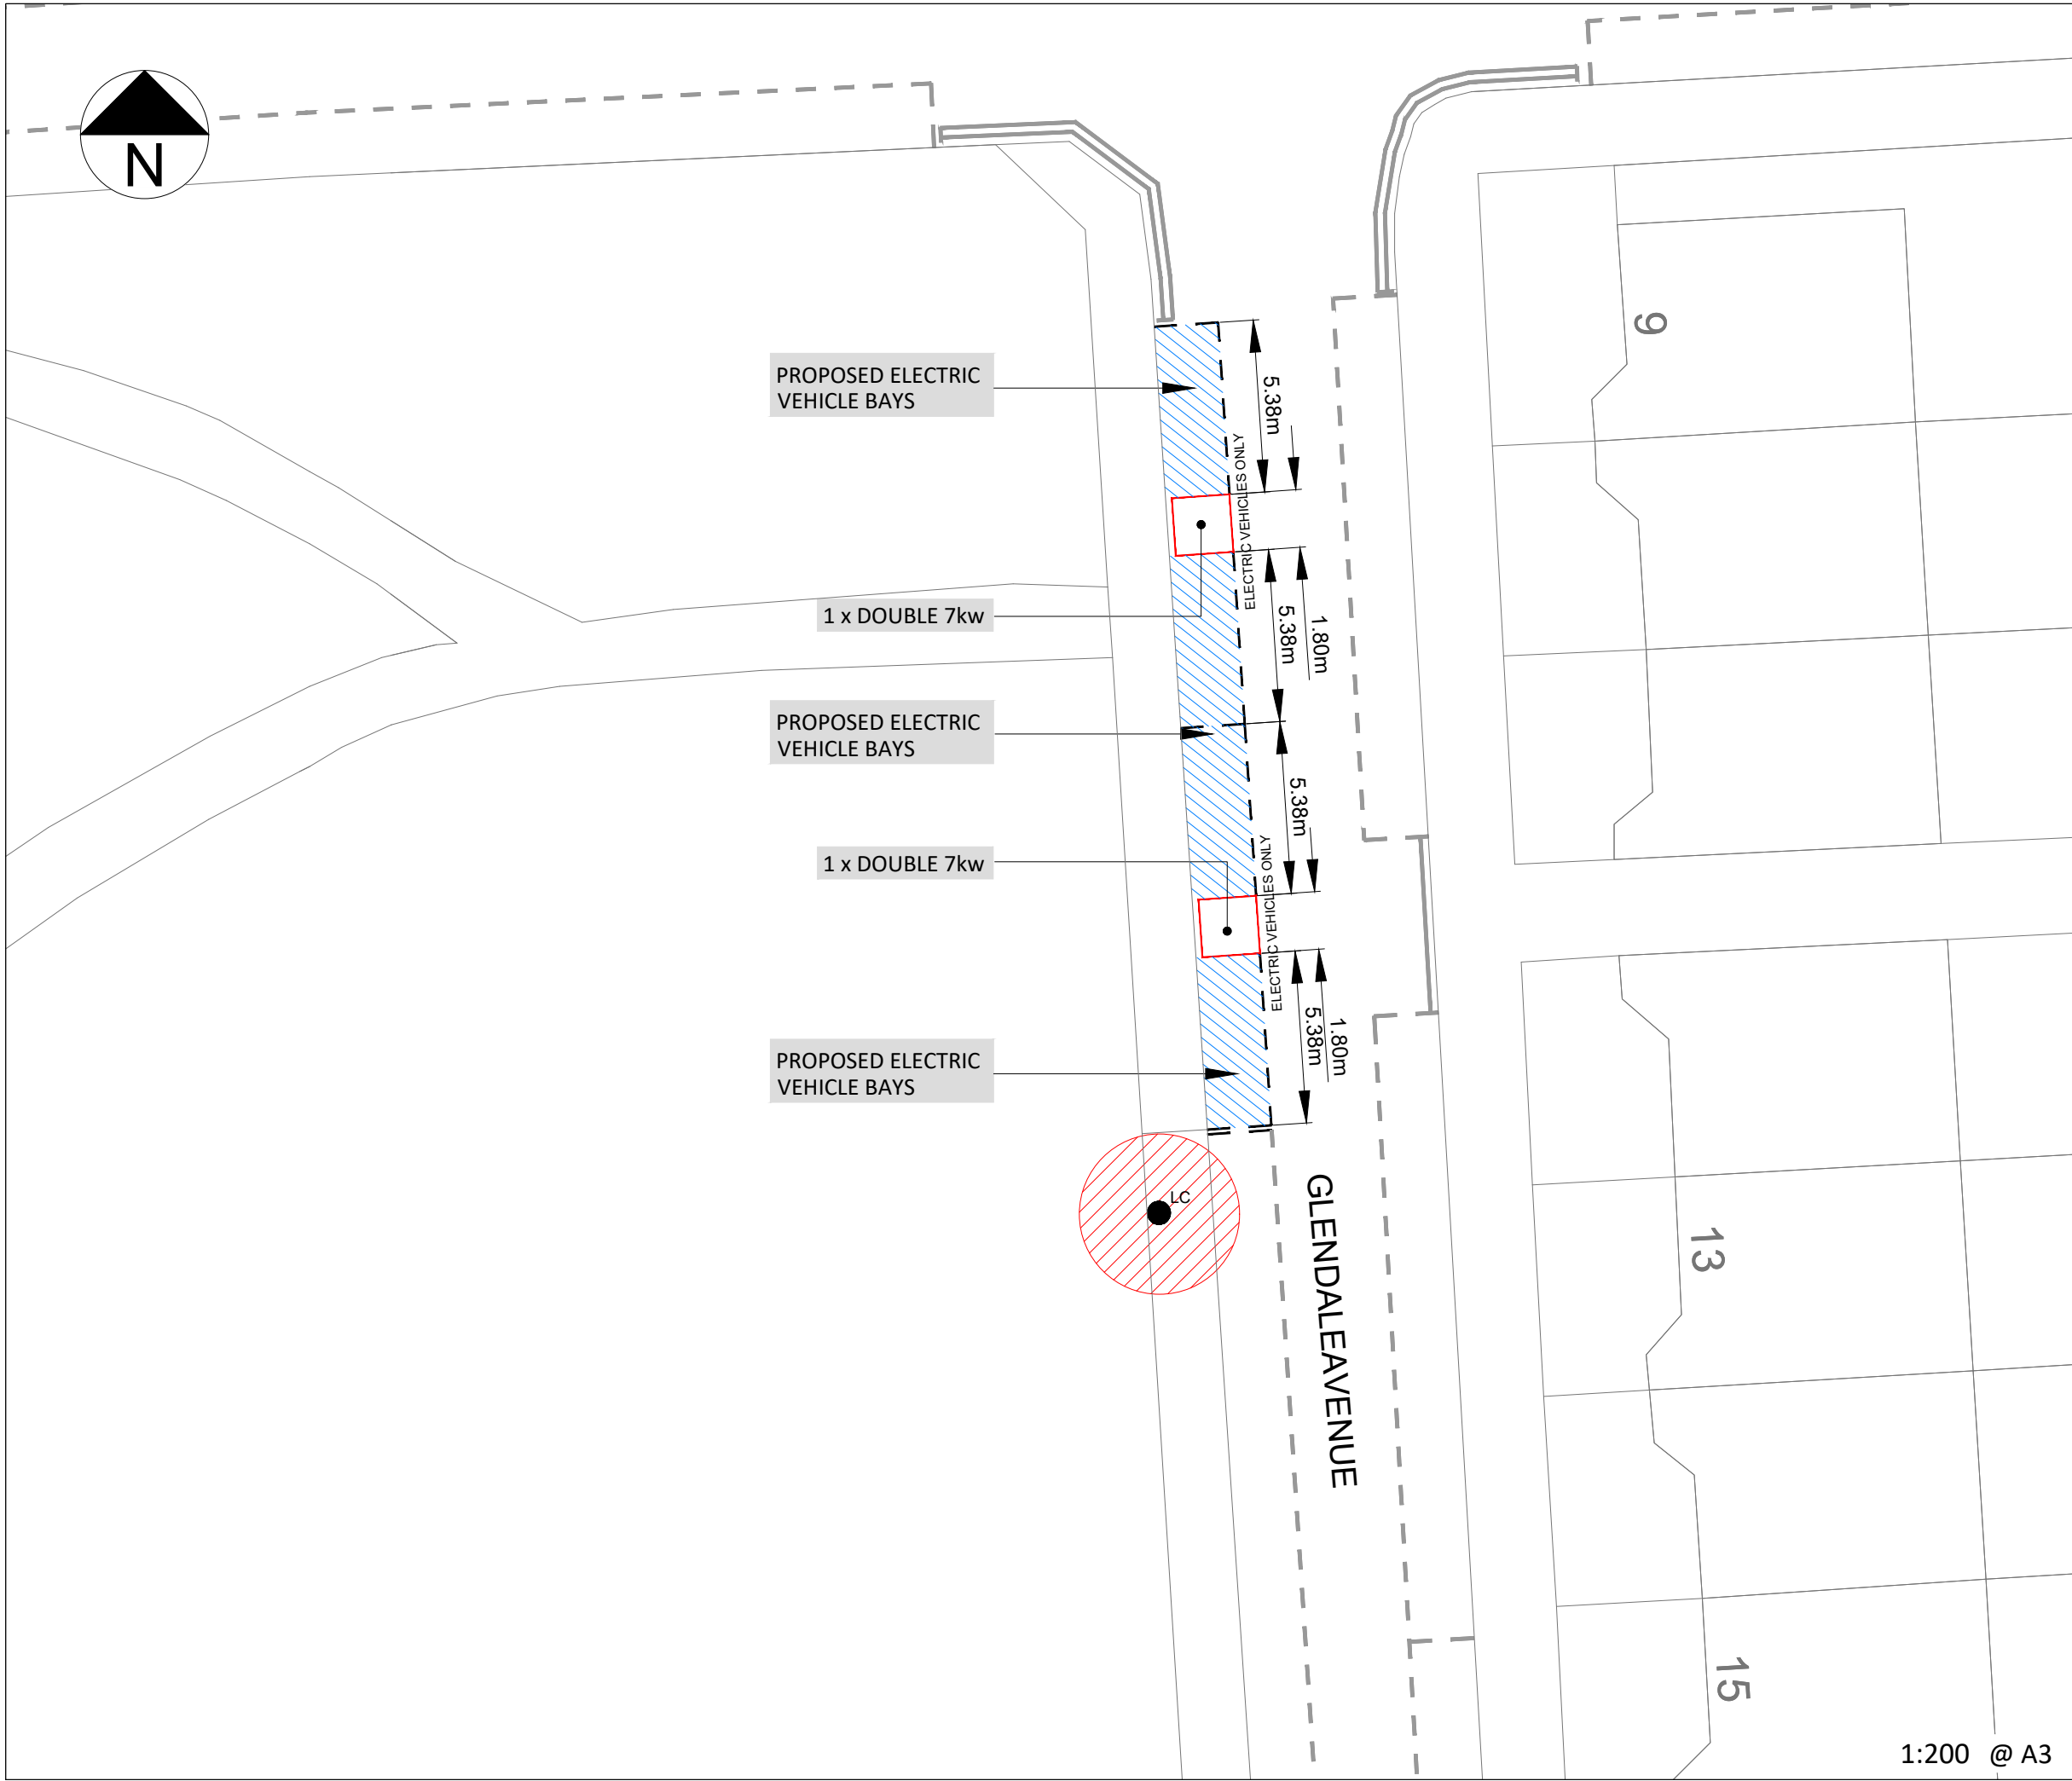 N
PROPOSED ELECTRIC
VEHICLE BAYS
5.38m
ELECTRIC VEHICLES ONLY
9
1 x DOUBLE 7kw
5.38m
1.80m
PROPOSED ELECTRIC
VEHICLE BAYS
5.38m
1 x DOUBLE 7kw
ELECTRIC VEHICLES ONLY
5.38m
1.80m
PROPOSED ELECTRIC
VEHICLE BAYS
LC
GLENDALEAVENUE
13
15
1:200 @ A3